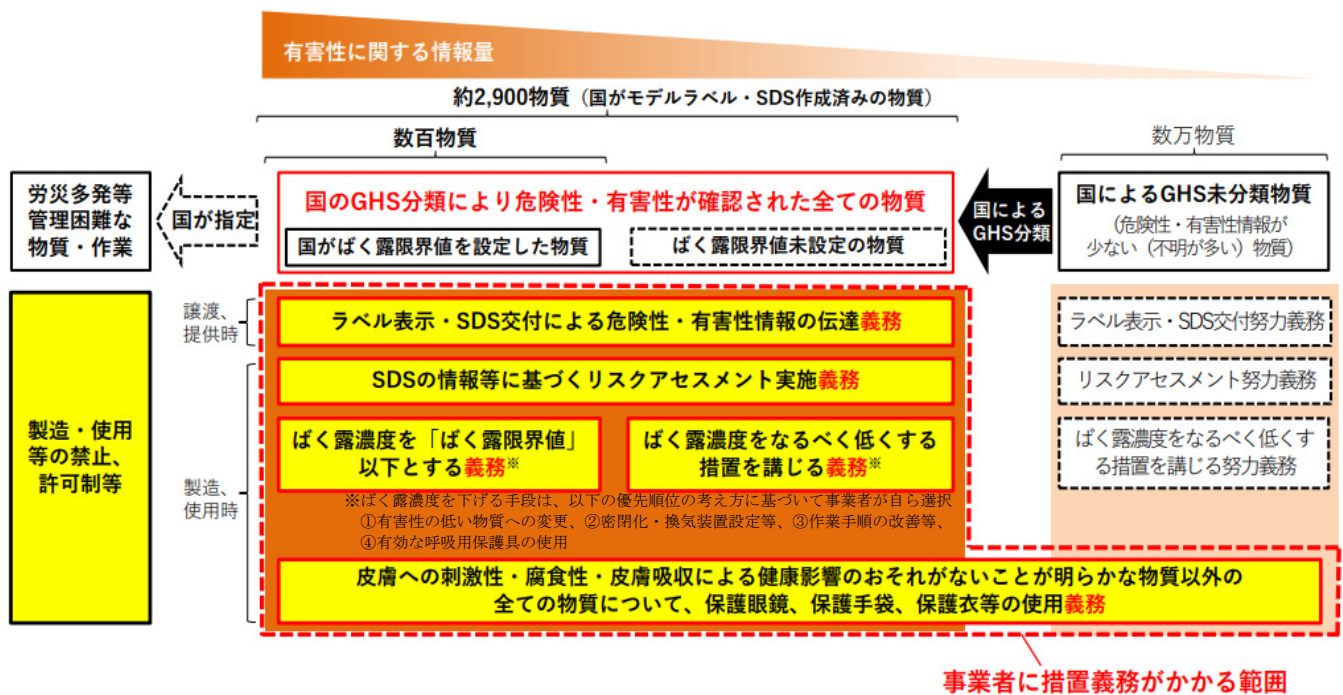 有害性に関する情報量
約2,900物質（国がモデルラベル・SDS作成済みの物質）
数百物質
数万物質
労災多発等
管理困難な
物質・作業
国が指定
国のGHS分類により危険性・有害性が確認された全ての物質
国がばく露限界値を設定した物質
ばく露限界値未設定の物質
国による
GHS分類
国によるGHS未分類物質
（危険性・有害性情報が
少ない（不明が多い）物質）
製造・使用
等の禁止、
許可制等
譲渡、
提供時
ラベル表示・SDS交付による危険性・有害性情報の伝達義務
ラベル表示・SDS交付努力義務
製造、
使用時
SDSの情報等に基づくリスクアセスメント実施義務
リスクアセスメント努力義務
ばく露濃度を「ばく露限界値」
以下とする義務※
ばく露濃度をなるべく低くする
措置を講じる義務※
ばく露濃度をなるべく低くす
る措置を講じる努力義務
※ばく露濃度を下げる手段は、以下の優先順位の考え方に基づいて事業者が自ら選択
①有害性の低い物質への変更、②密閉化・換気装置設定等、③作業手順の改善等、
④有効な呼吸用保護具の使用
皮膚への刺激性・腐食性・皮膚吸収による健康影響のおそれがないことが明らかな物質以外の
全ての物質について、保護眼鏡、保護手袋、保護衣等の使用義務
事業者に措置義務がかかる範囲